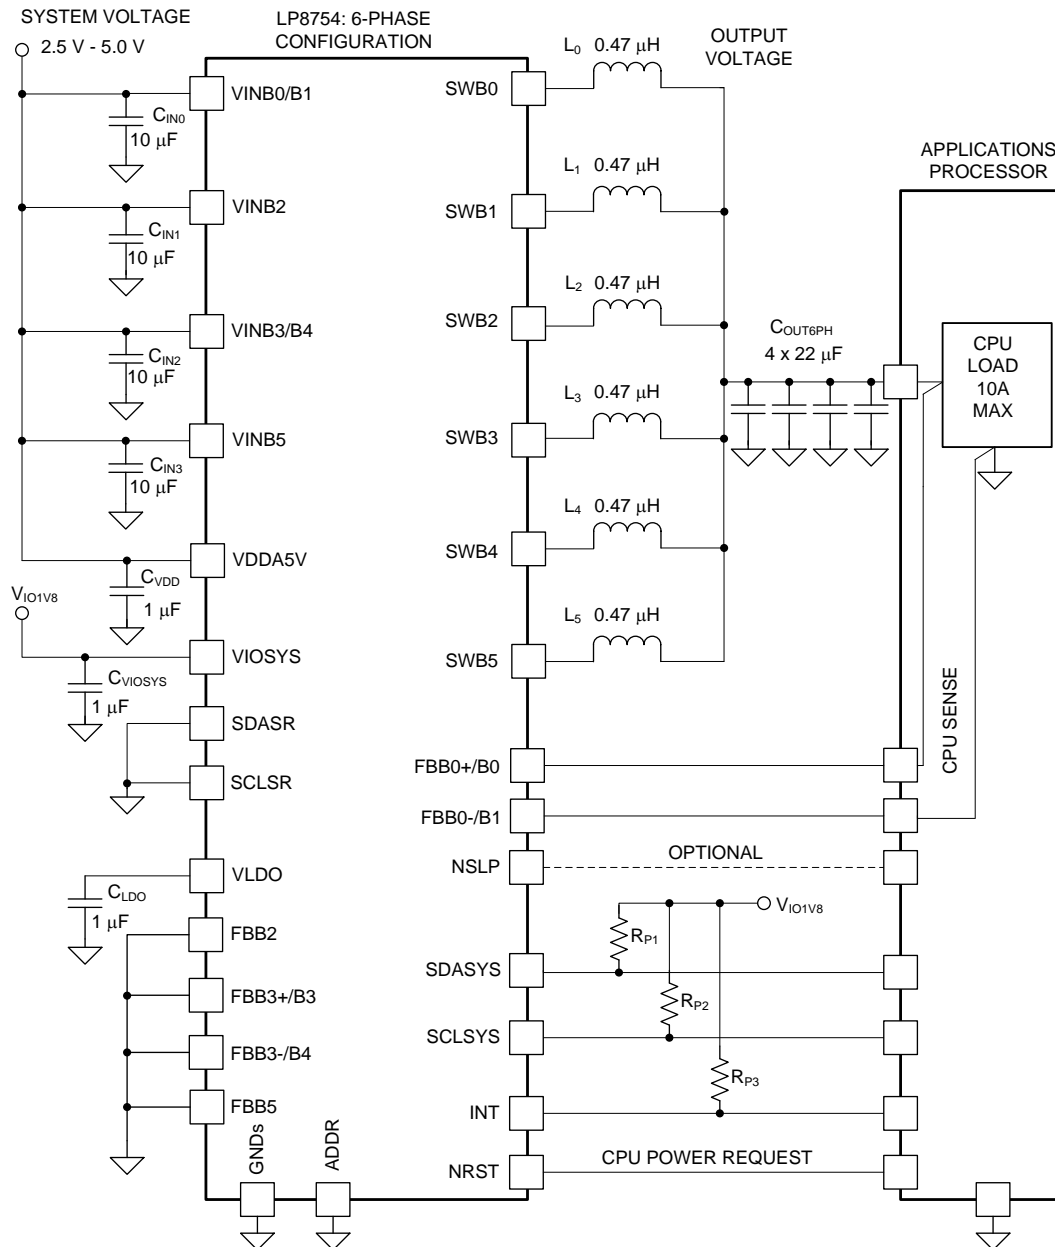 SYSTEM VOLTAGE
2.5 V - 5.0 V
LP8754: 6-PHASE
CONFIGURATION
OUTPUT
VOLTAGE
APPLICATIONS
PROCESSOR
VINB0/B1
CIN0
10 μF
VINB2
CIN1
10 μF
VINB3/B4
CIN2
10 μF
VINB5
CIN3
10 μF
VDDA5V
CVDD
1 μF
VIO1V8
VIOSYS
CVIOSYS
1 μF
SDASR
SCLSR
VLDO
CLDO
1 μF
FBB2
FBB3+/B3
FBB3-/B4
FBB5
GNDs
ADDR
SWB0
L0 0.47 μH
SWB1
L1 0.47 μH
SWB2
L2 0.47 μH
SWB3
L3 0.47 μH
SWB4
L4 0.47 μH
SWB5
L5 0.47 μH
COUT6PH
4 x 22 μF
CPU
LOAD
10A
MAX
CPU SENSE
FBB0+/B0
FBB0-/B1
NSLP
OPTIONAL
VIO1V8
RP1
SDASYS
RP2
SCLSYS
RP3
INT
NRST
CPU POWER REQUEST